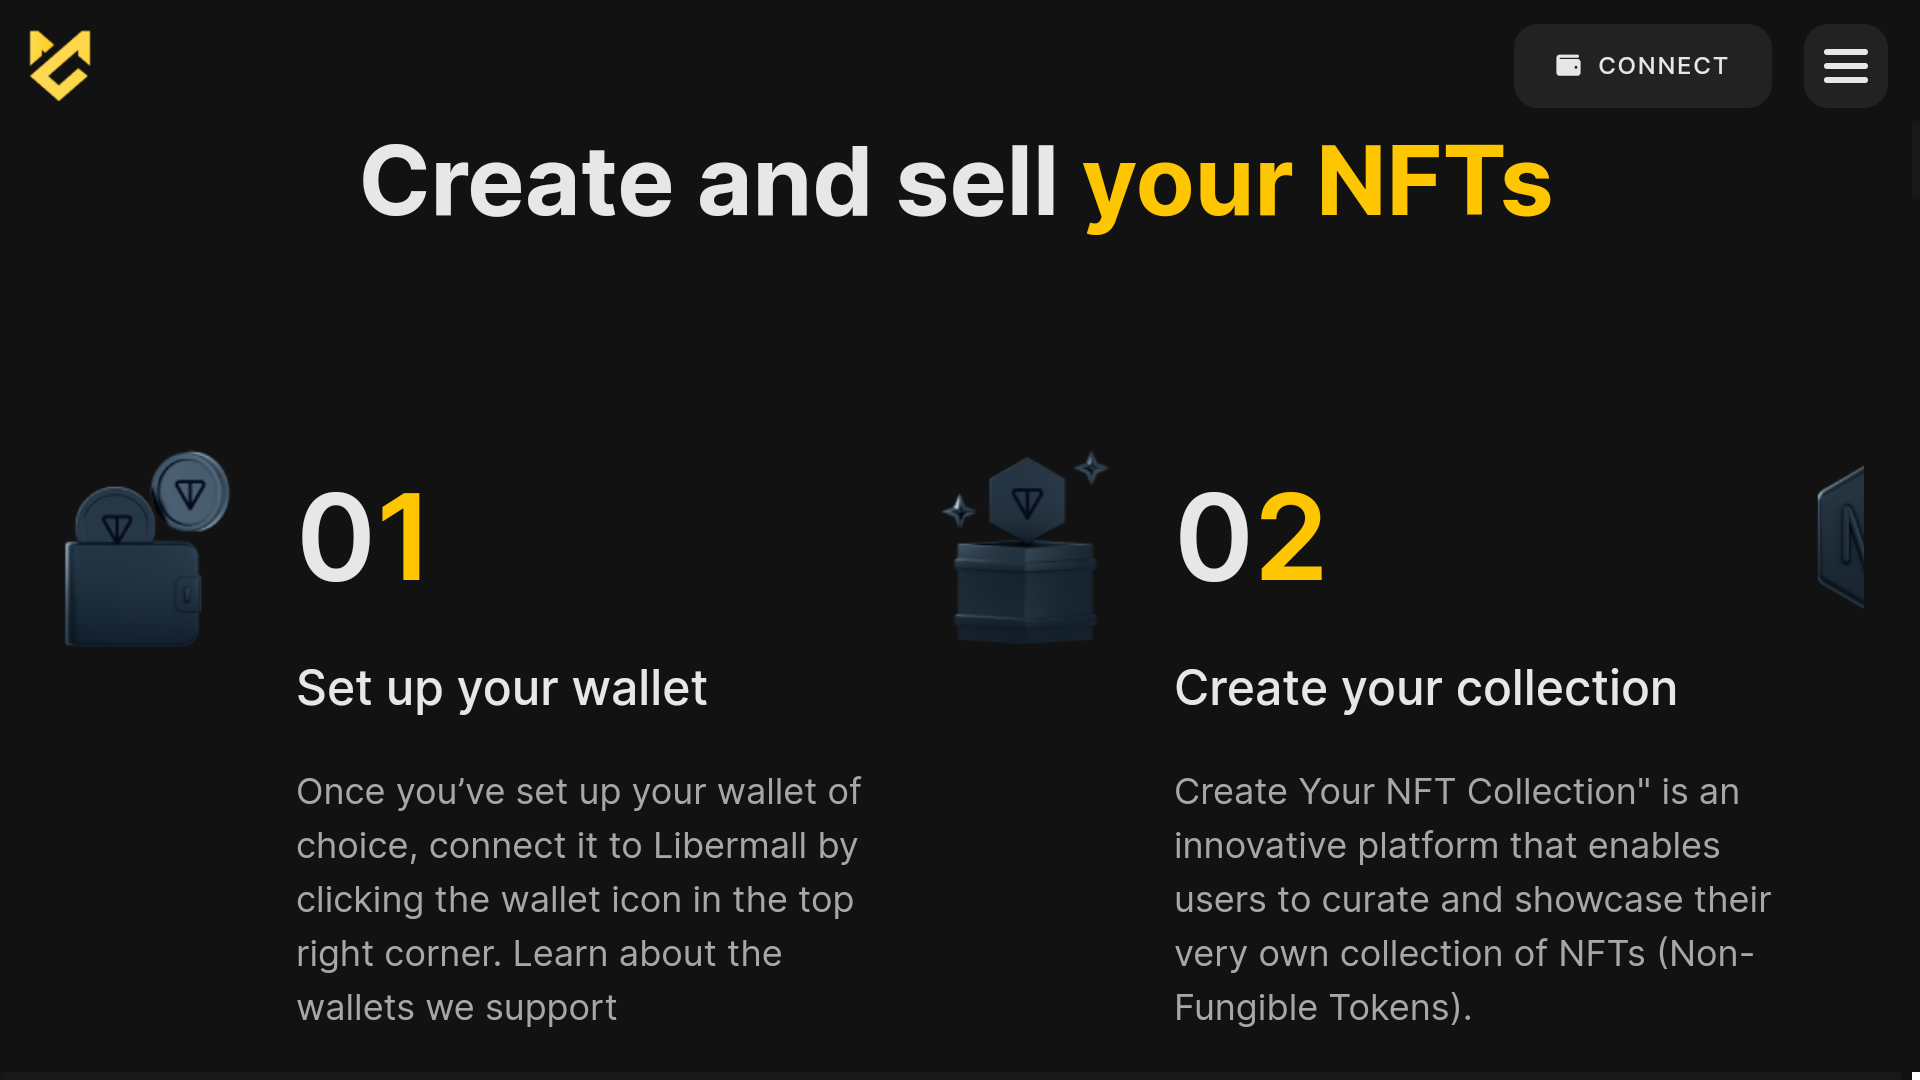 CONNECT
Create and sell your NFTs
01
Set up your wallet
Once you’ve set up your wallet of
choice, connect it to Libermall by
clicking the wallet icon in the top
right corner. Learn about the
wallets we support
02
Create your collection
Create Your NFT Collection" is an
innovative platform that enables
users to curate and showcase their
very own collection of NFTs (Non-
Fungible Tokens).